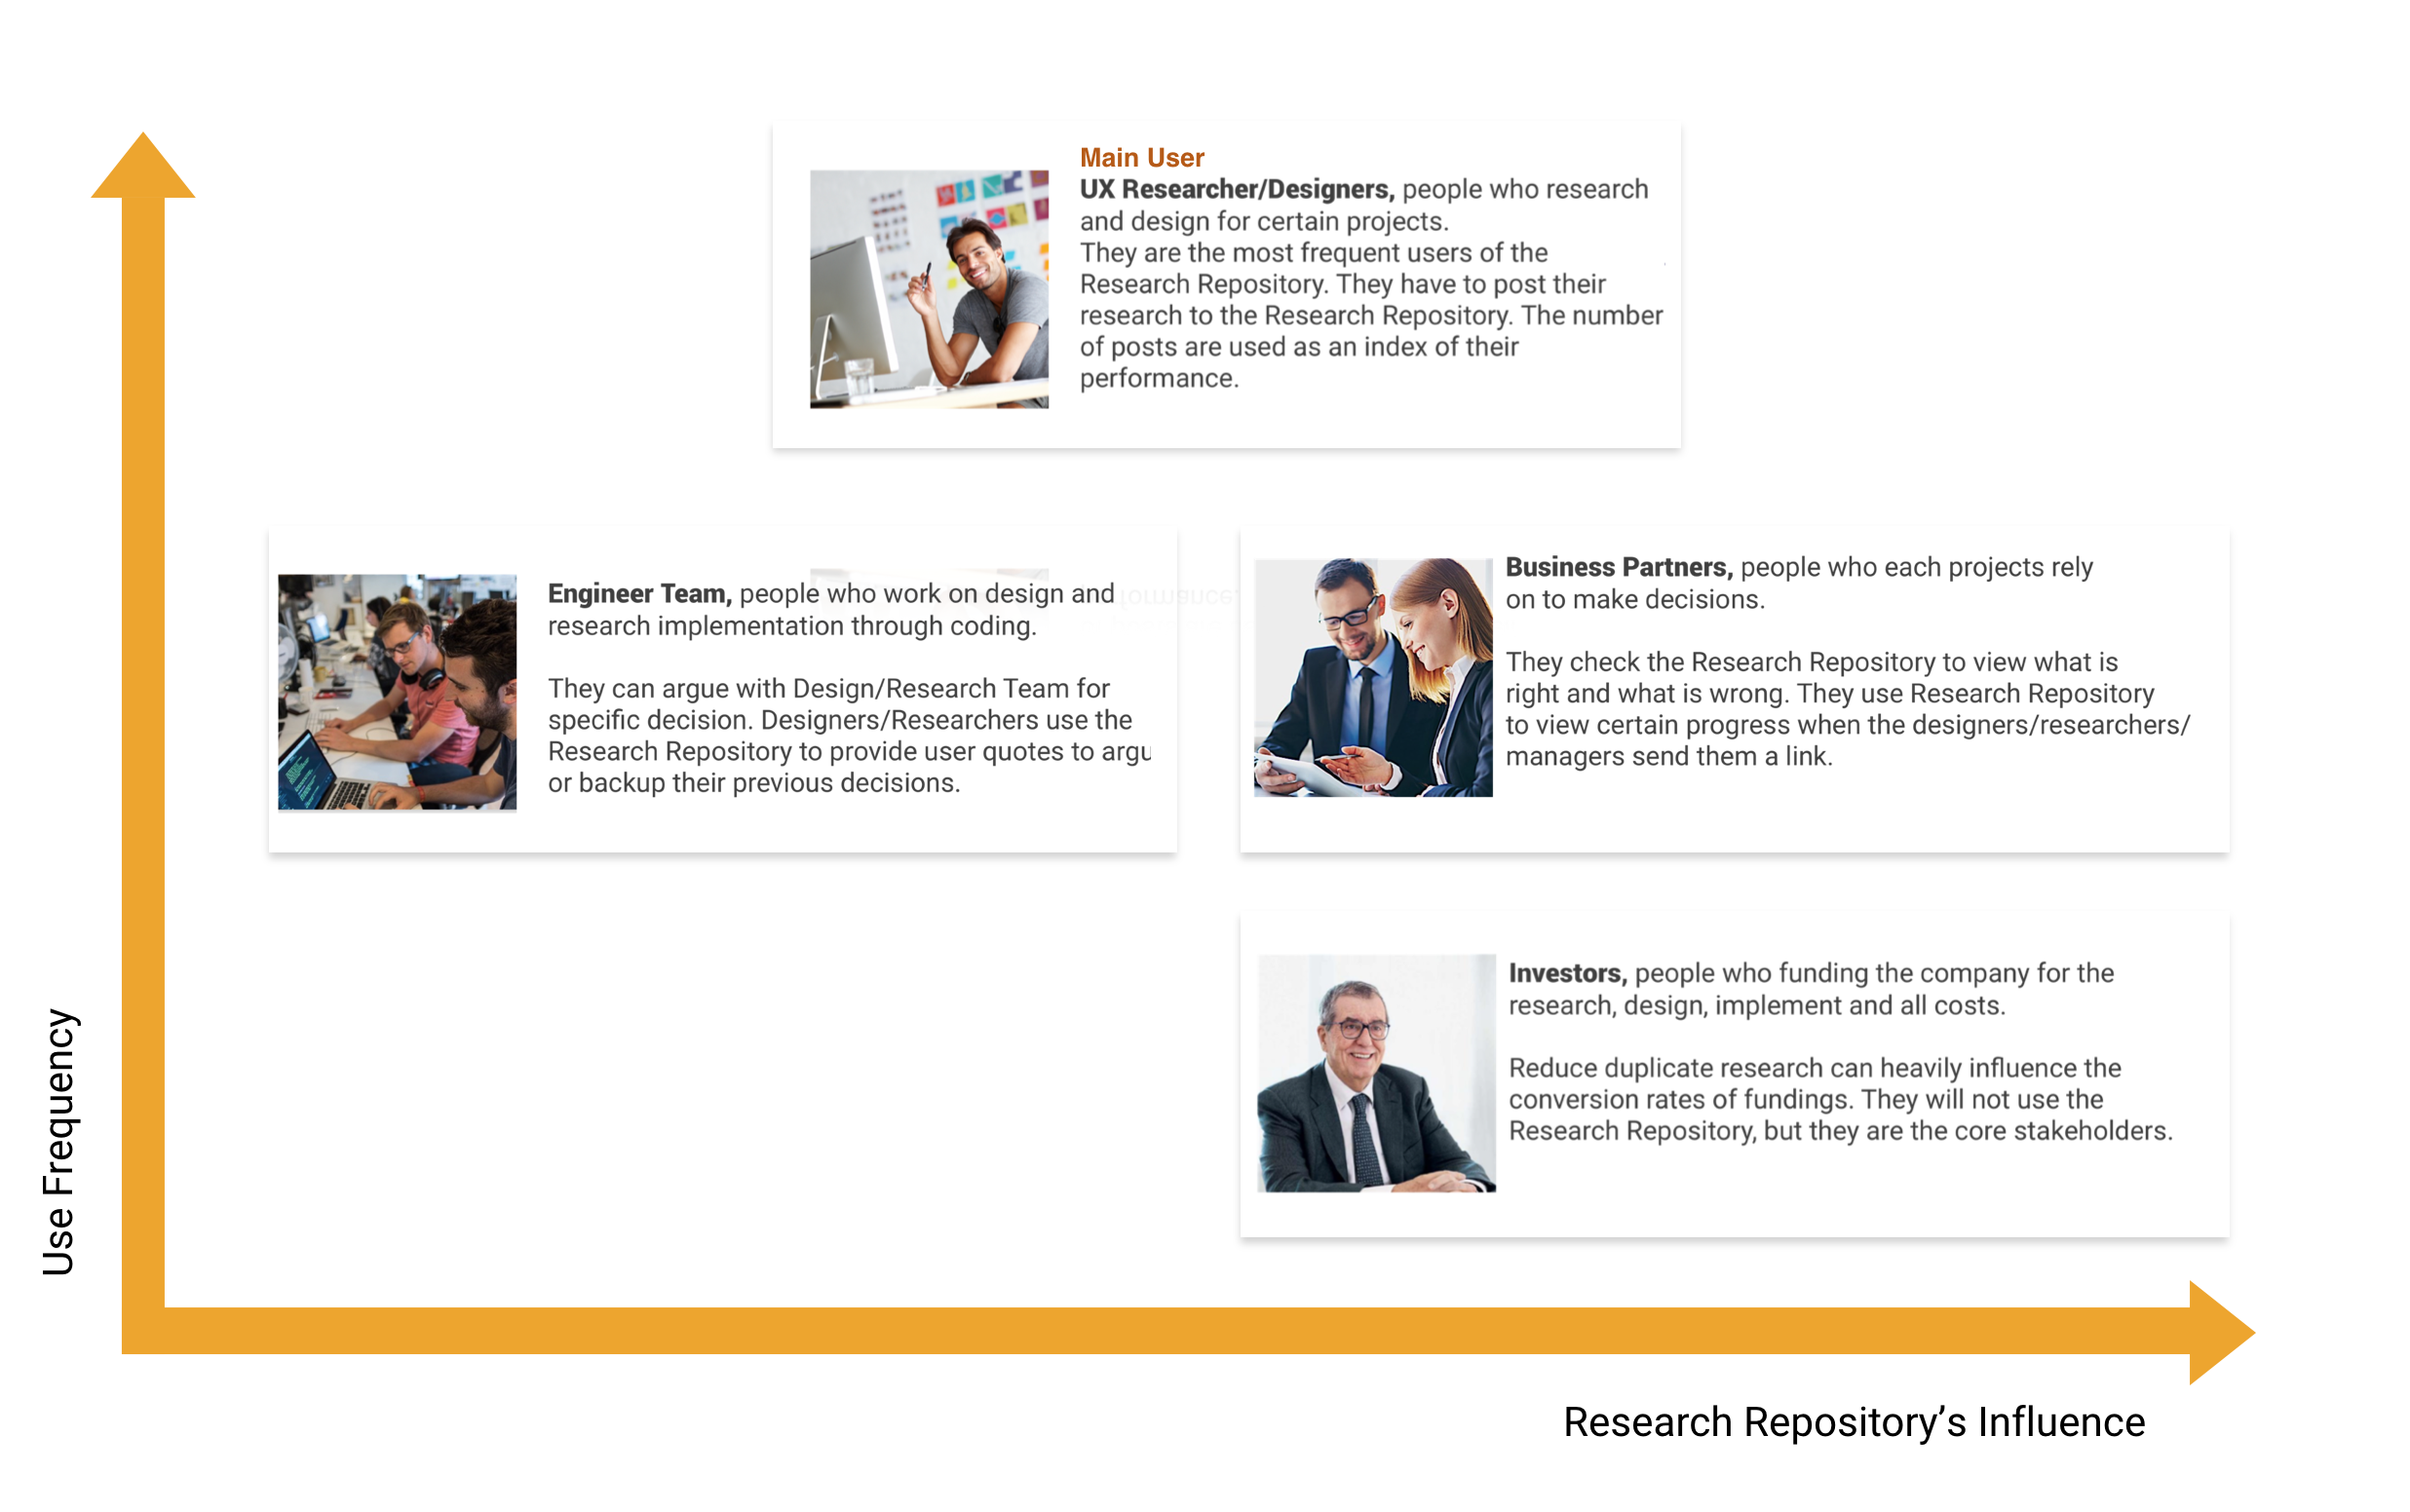 Main User
UX Researcher/Designers, people who research
and design for certain projects.
They are the most frequent users of the
Research Repository. They have to post their
research to the Research Repository. The number
of posts are used as an index of their
performance.
Engineer Team, people who work on design and
research implementation through coding.
They can argue with Design/Research Team for
specific decision. Designers/Researchers use the
Research Repository to provide user quotes to argu
or backup their previous decisions.
Business Partners, people who each projects rely
on to make decisions.
They check the Research Repository to view what is
right and what is wrong. They use Research Repository
to view certain progress when the designers/researchers/
managers send them a link.
Investors, people who funding the company for the
research, design, implement and all costs.
Reduce duplicate research can heavily influence the
conversion rates of fundings. They will not use the
Research Repository, but they are the core stakeholders.
Use Frequency
Research Repository’s Influence